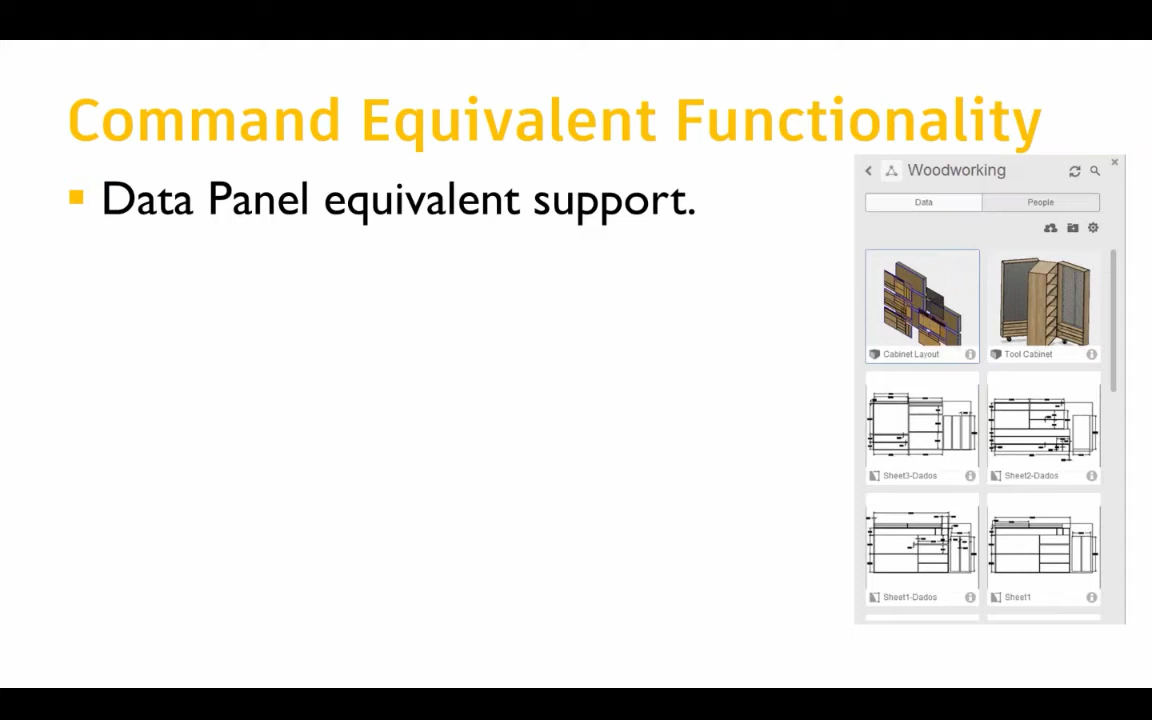 Command Equivalent Functionality
Data Panel equivalent support.
Woodworking
Data People
Cabinet Layout Tool Cabinet
Sheet3-Dados Sheet2-Dados
Sheet1-Dados Sheet1